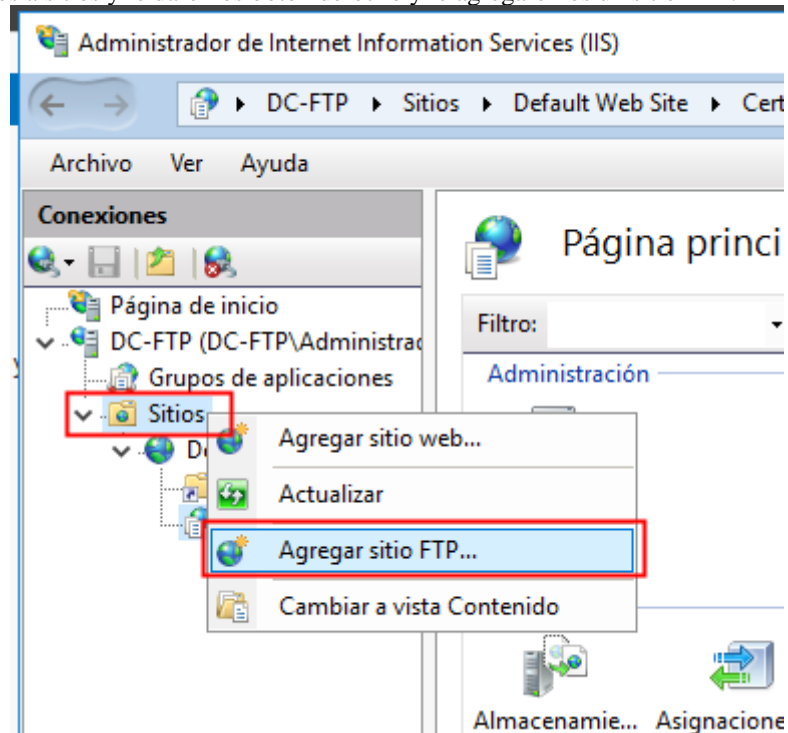 Administrador de Internet Information Services (IIS)
DC-FTP Sitios Default Web Site Cert
Archivo Ver Ayuda
Conexiones
Página princi
Página de inicio
Filtro:
DC-FTP (DC-FTP\Administrac
Administración
Grupos de aplicaciones
Sitios
De
Agregar sitio web...
Actualizar
Agregar sitio FTP...
Cambiar a vista Contenido
Almacenamie... Asignacione